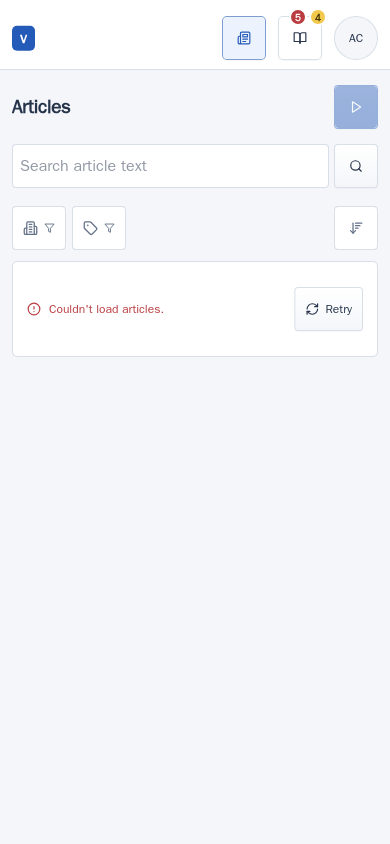 V
5
4
AC
Articles
Search article text
Couldn't load articles.
Retry